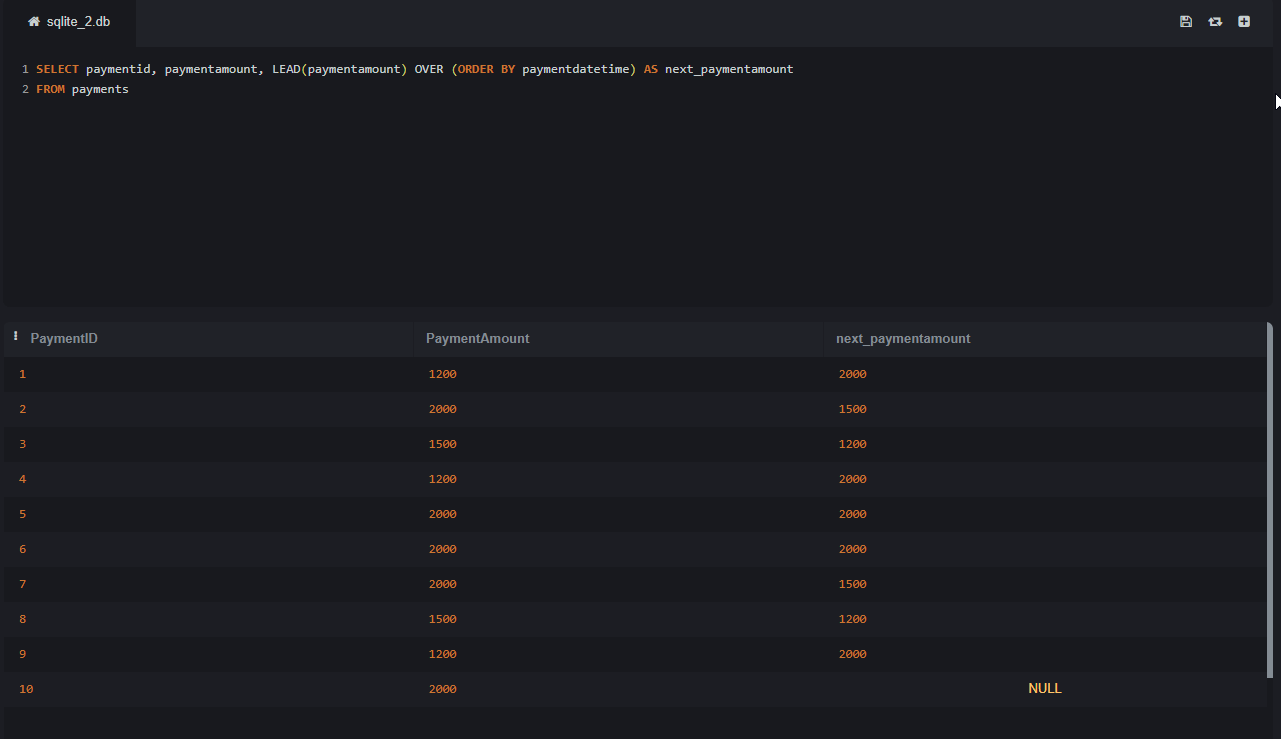 sqlite_2.db
1 SELECT paymentid, paymentamount, LEAD(paymentamount) OVER (ORDER BY paymentdatetime) AS next_paymentamount
2 FROM payments
PaymentID PaymentAmount next_paymentamount
1 1200 2000
2 2000 1500
3 1500 1200
4 1200 2000
5 2000 2000
6 2000 2000
7 2000 1500
8 1500 1200
9 1200 2000
10 2000 NULL